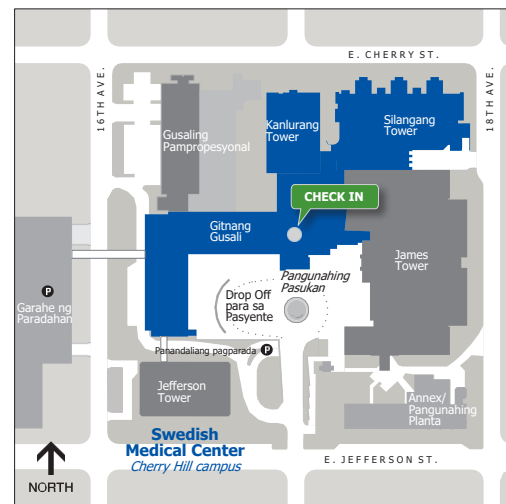 E. CHERRY ST.
16TH AVE.
18TH AVE.
Gusaling
Pampropesyonal
Kanlurang
Tower
Silangang
Tower
CHECK IN
Gitnang
Gusali
James
Tower
Pangunahing
Pasukan
Drop Off
para sa
Pasyente
P
Garahe ng
Paradahan
Panandaliang pagparada P
Jefferson
Tower
Annex/
Pangunahing
Planta
Swedish
Medical Center
Cherry Hill campus
E. JEFFERSON ST.
NORTH